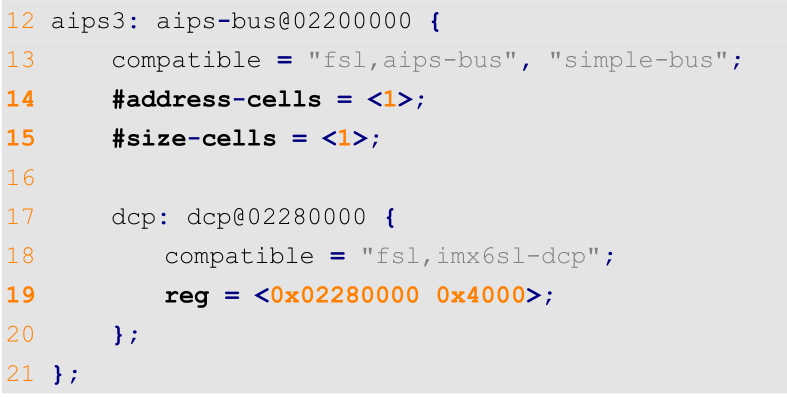 12 aips3: aips-bus@02200000 {
13     compatible = "fsl,aips-bus", "simple-bus";
14     #address-cells = <1>;
15     #size-cells = <1>;
16
17     dcp: dcp@02280000 {
18         compatible = "fsl,imx6sl-dcp";
19         reg = <0x02280000 0x4000>;
20     };
21 };